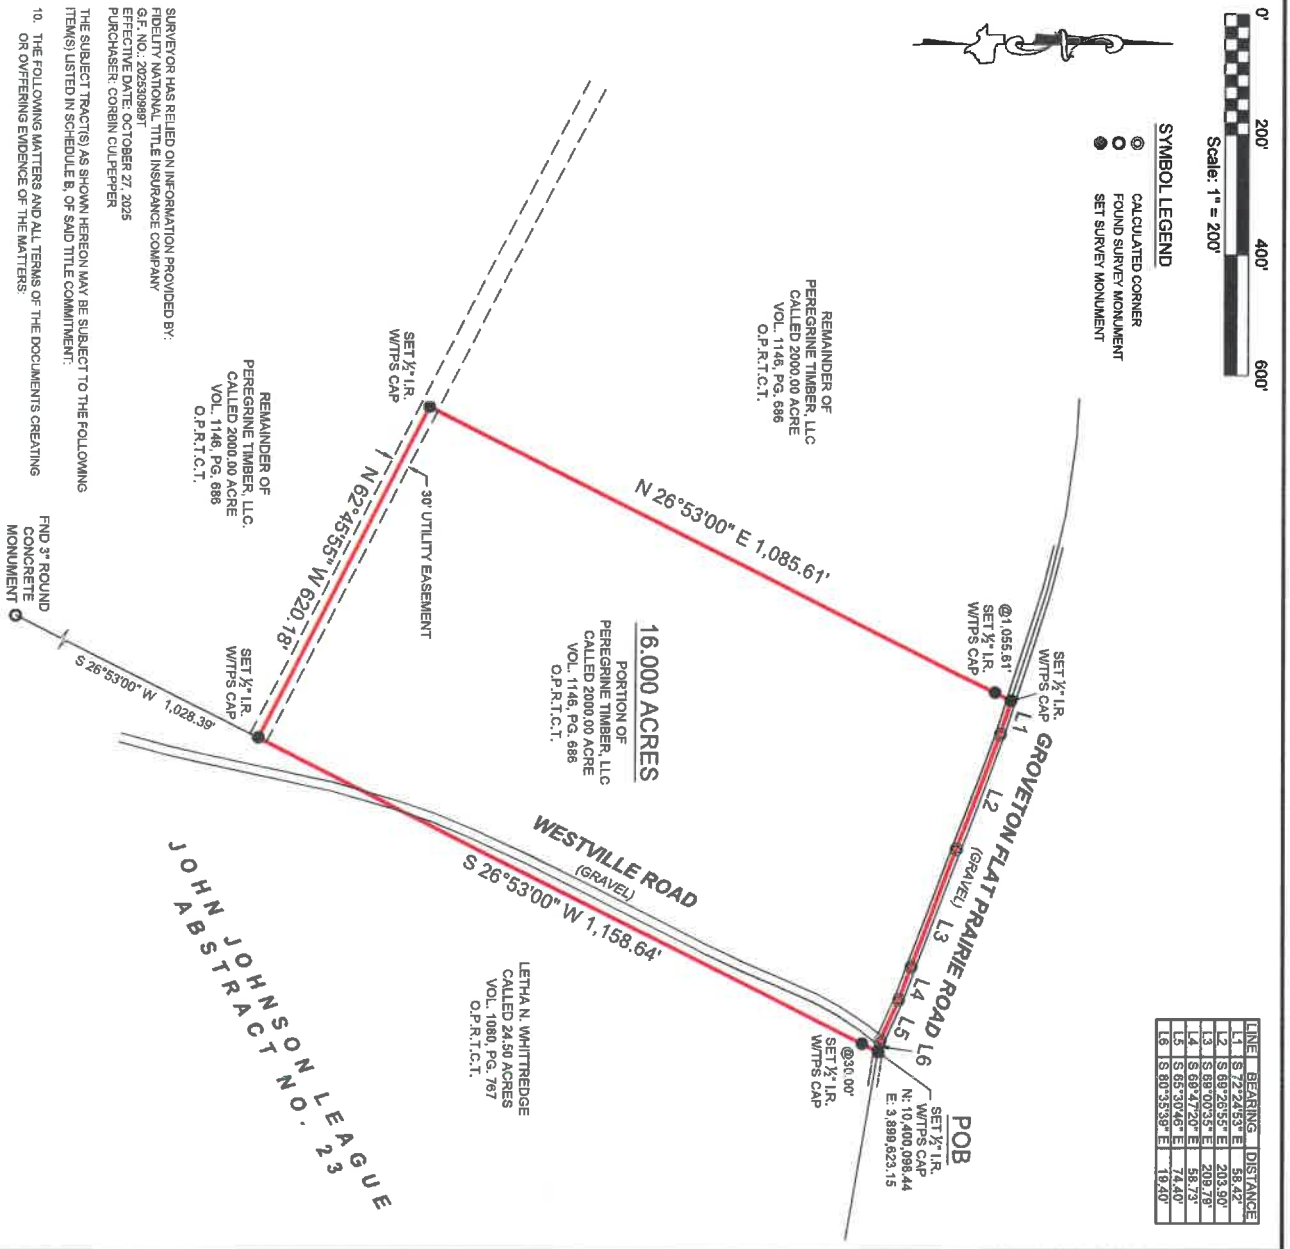 0' 200' 400' 600'
Scale: 1" = 200'
SYMBOL LEGEND
CALCULATED CORNER
FOUND SURVEY MONUMENT
SET SURVEY MONUMENT
LINE BEARING DISTANCE
L1 S 72°24'53" E 58.42'
L2 S 69°26'55" E 203.90'
L3 S 69°00'35" E 209.79'
L4 S 69°47'20" E 58.73'
L5 S 65°30'46" E 74.40'
L6 S 80°35'39" E 19.40'
REMAINDER OF
PEREGRINE TIMBER, LLC
CALLED 2000.00 ACRE
VOL. 1146, PG. 686
O.P.R.T.C.T.
SET ½" I.R.
W/TPS CAP
@1,055.61'
SET ½" I.R.
W/TPS CAP
GROVETON FLAT PRAIRIE ROAD
(GRAVEL)
L1
L2
L3
L4
L5
L6
POB
SET ½" I.R.
W/TPS CAP
N: 10,400,098.44
E: 3,899,623.15
@30.00'
SET ½" I.R.
W/TPS CAP
N 26°53'00" E 1,085.61'
16.000 ACRES
PORTION OF
PEREGRINE TIMBER, LLC
CALLED 2000.00 ACRE
VOL. 1146, PG. 686
O.P.R.T.C.T.
WESTVILLE ROAD
(GRAVEL)
S 26°53'00" W 1,158.64'
LETHA N. WHITTREDGE
CALLED 24.50 ACRES
VOL. 1080, PG. 767
O.P.R.T.C.T.
SET ½" I.R.
W/TPS CAP
30' UTILITY EASEMENT
N 62°45'55" W 620.18'
REMAINDER OF
PEREGRINE TIMBER, LLC.
CALLED 2000.00 ACRE
VOL. 1146, PG. 686
O.P.R.T.C.T.
SET ½" I.R.
W/TPS CAP
S 26°53'00" W 1,028.39'
FND 3" ROUND
CONCRETE
MONUMENT
JOHN JOHNSON LEAGUE
ABSTRACT NO. 23
SURVEYOR HAS RELIED ON INFORMATION PROVIDED BY:
FIDELITY NATIONAL TITLE INSURANCE COMPANY
G.F. NO.: 202530989T
EFFECTIVE DATE: OCTOBER 27, 2025
PURCHASER: CORBIN CULPEPPER
THE SUBJECT TRACT(S) AS SHOWN HEREON MAY BE SUBJECT TO THE FOLLOWING
ITEM(S) LISTED IN SCHEDULE B, OF SAID TITLE COMMITMENT:
10. THE FOLLOWING MATTERS AND ALL TERMS OF THE DOCUMENTS CREATING
OR OVFFERING EVIDENCE OF THE MATTERS: